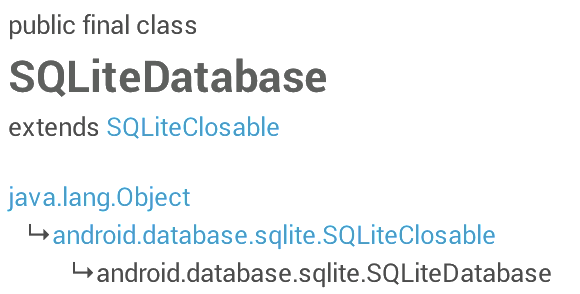 public final class
SQLiteDatabase
extends SQLiteClosable
java.lang.Object
↳android.database.sqlite.SQLiteClosable
↳android.database.sqlite.SQLiteDatabase